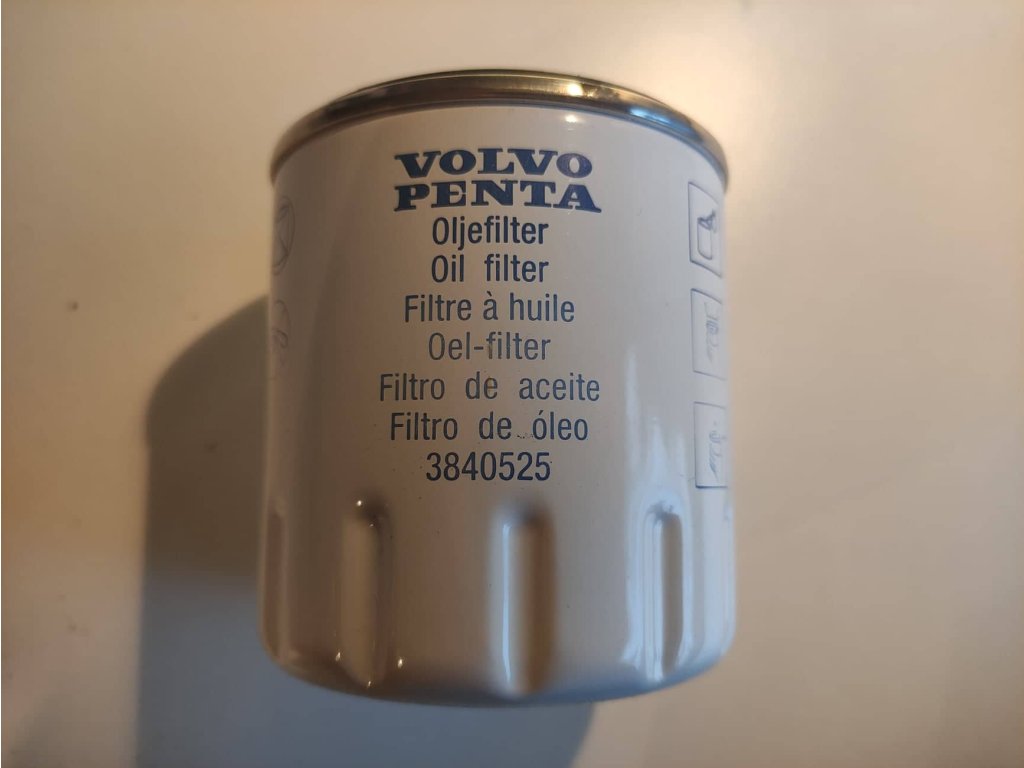 VOLVO
PENTA
Oljefilter
Oil filter
Filtre à huile
Oel-filter
Filtro de aceite
Filtro de óleo
3840525